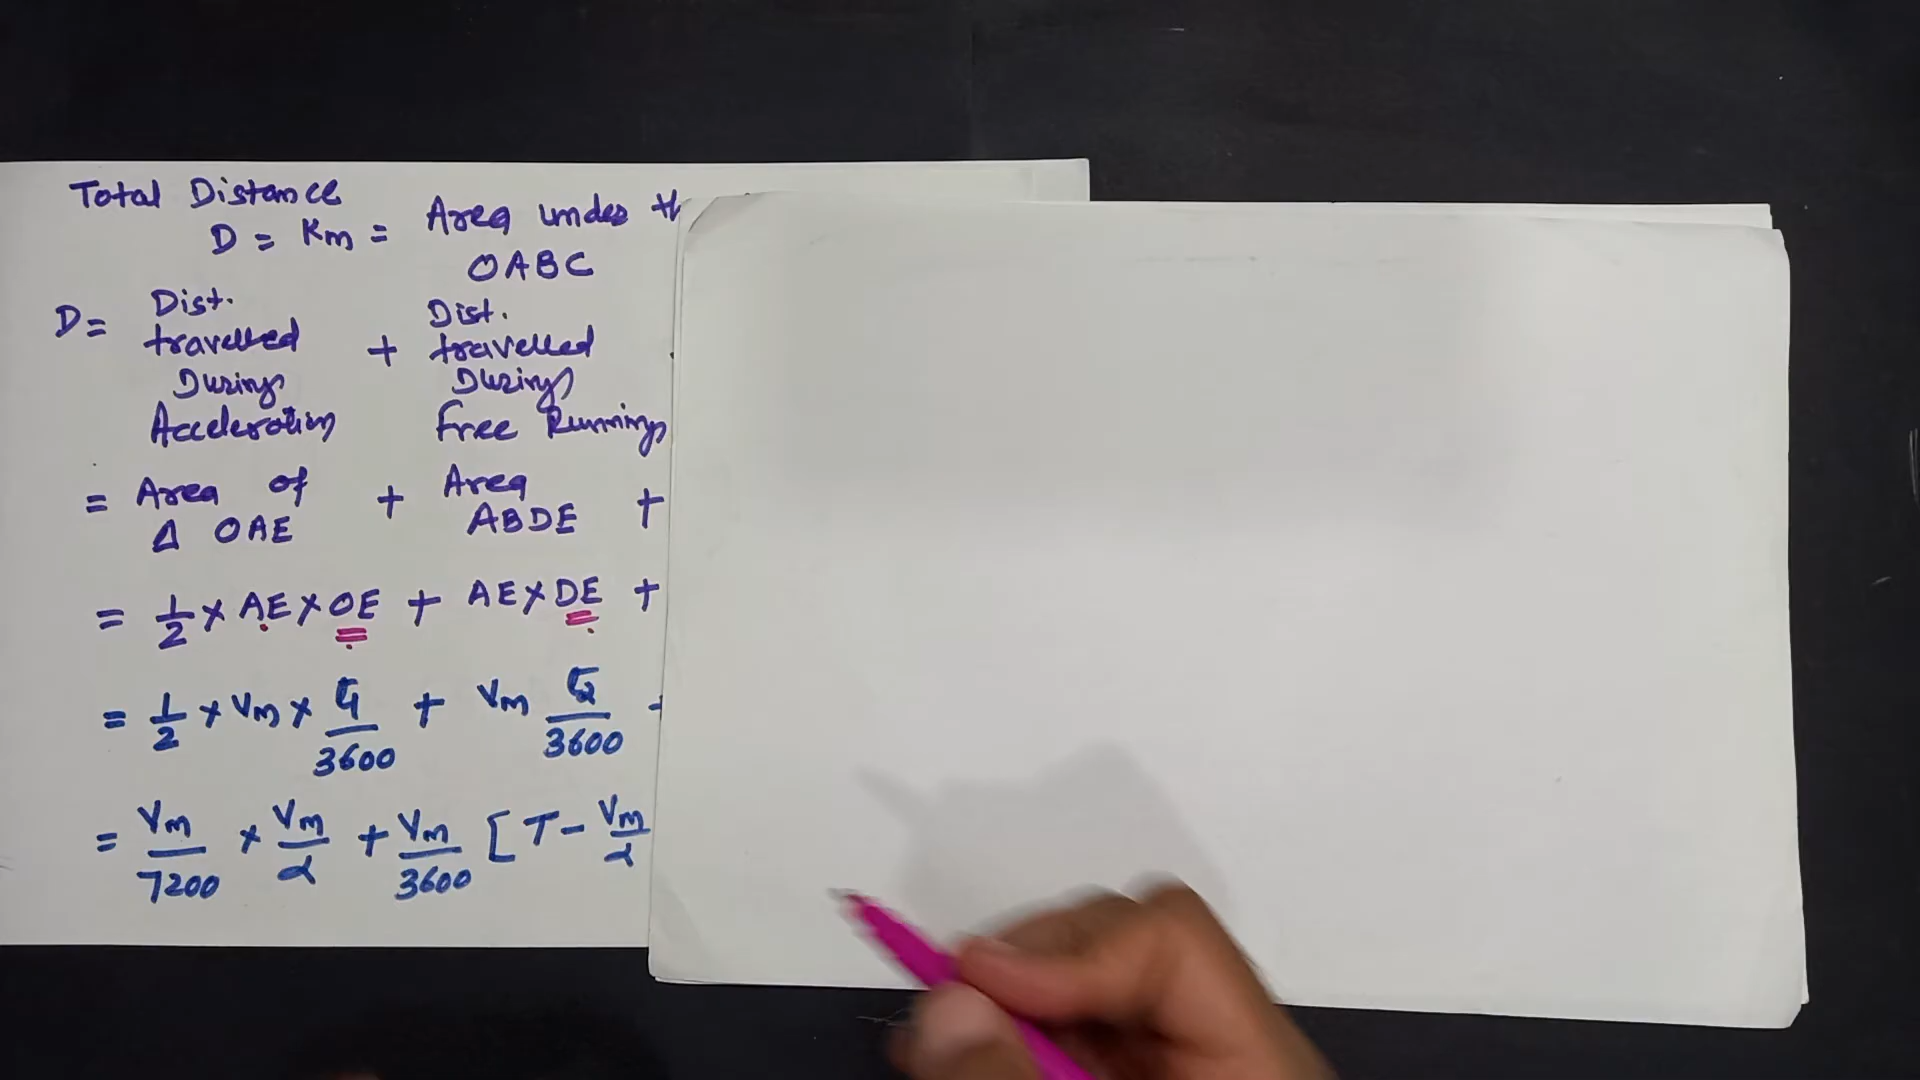 Total Distance
D = Km = Area under th
OABC
D = Dist. travelled During Acceleration + Dist. travelled During Free Running
= Area of Δ OAE + Area ABDE +
= 1/2 × AE × OE + AE × DE +
= 1/2 × Vm × t1/3600 + Vm t2/3600
= Vm/7200 × Vm/α + Vm/3600 [T - Vm/α